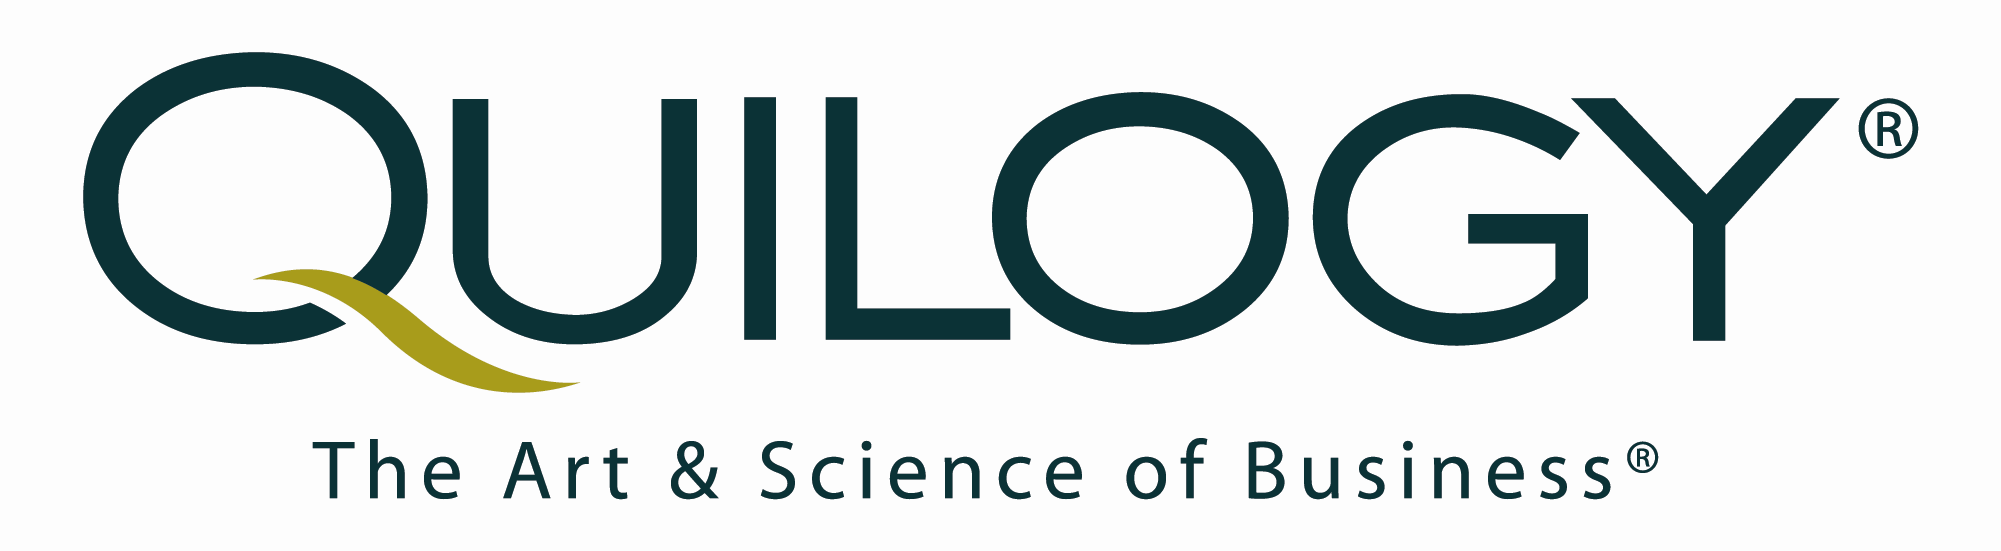 QUILOGY®
The Art & Science of Business®